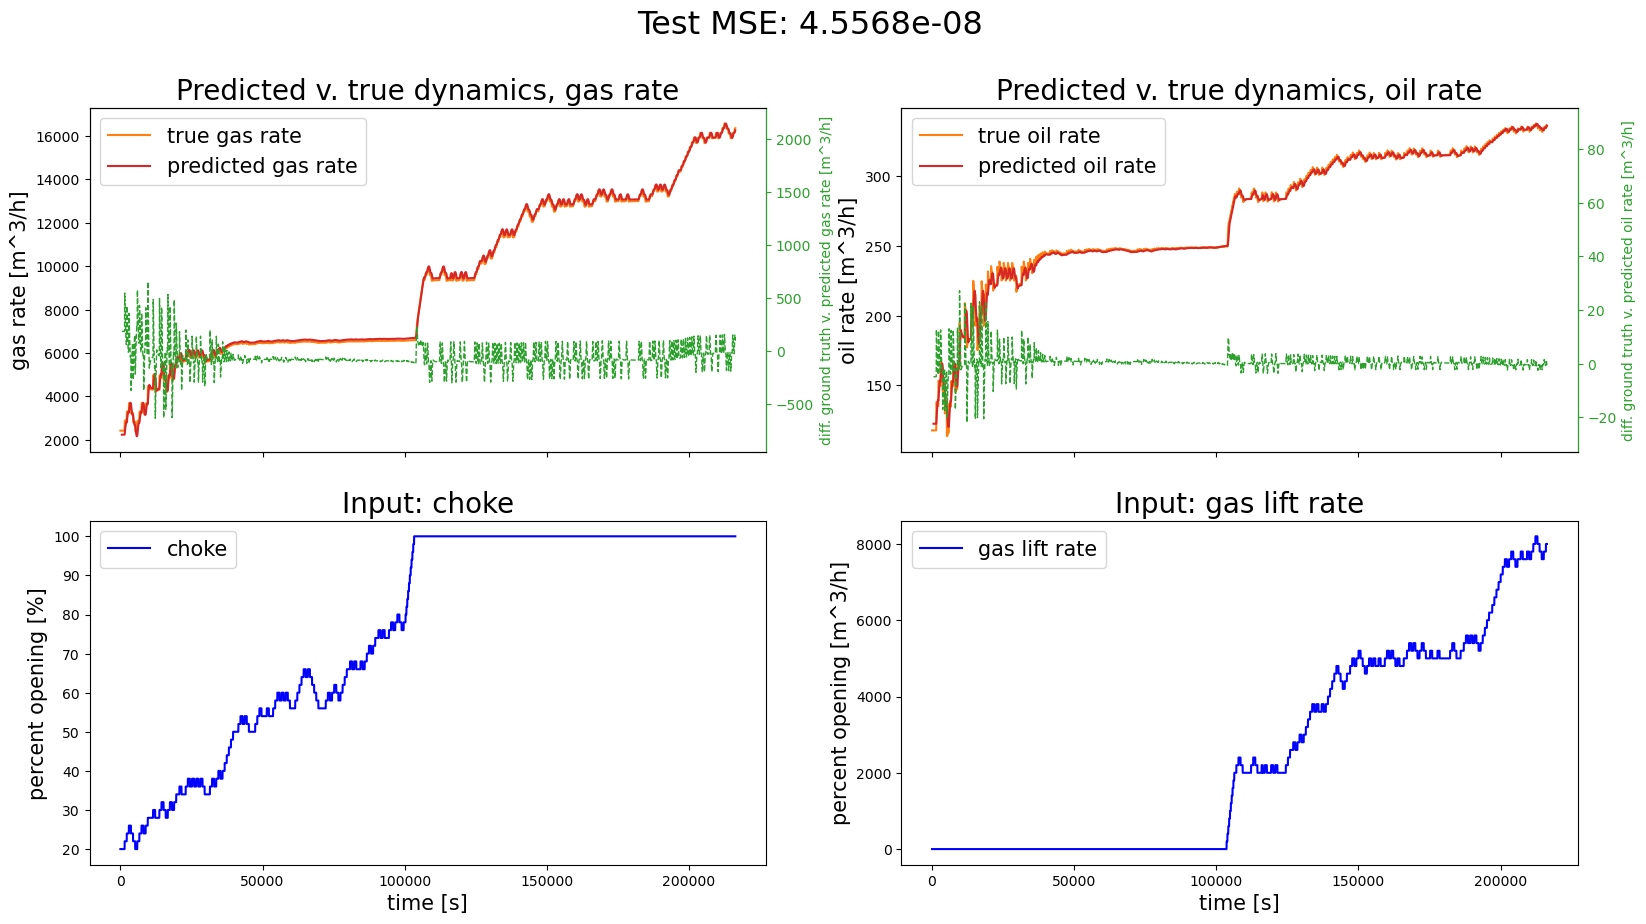 Test MSE: 4.5568e-08
Predicted v. true dynamics, gas rate
true gas rate
predicted gas rate
gas rate [m^3/h]
16000
14000
12000
10000
8000
6000
4000
2000
2000
1500
1000
500
0
−500
diff. ground truth v. predicted gas rate [m^3/h]
Predicted v. true dynamics, oil rate
true oil rate
predicted oil rate
oil rate [m^3/h]
300
250
200
150
80
60
40
20
0
−20
diff. ground truth v. predicted oil rate [m^3/h]
Input: choke
choke
percent opening [%]
100
90
80
70
60
50
40
30
20
0
50000
100000
150000
200000
time [s]
Input: gas lift rate
gas lift rate
percent opening [m^3/h]
8000
6000
4000
2000
0
0
50000
100000
150000
200000
time [s]